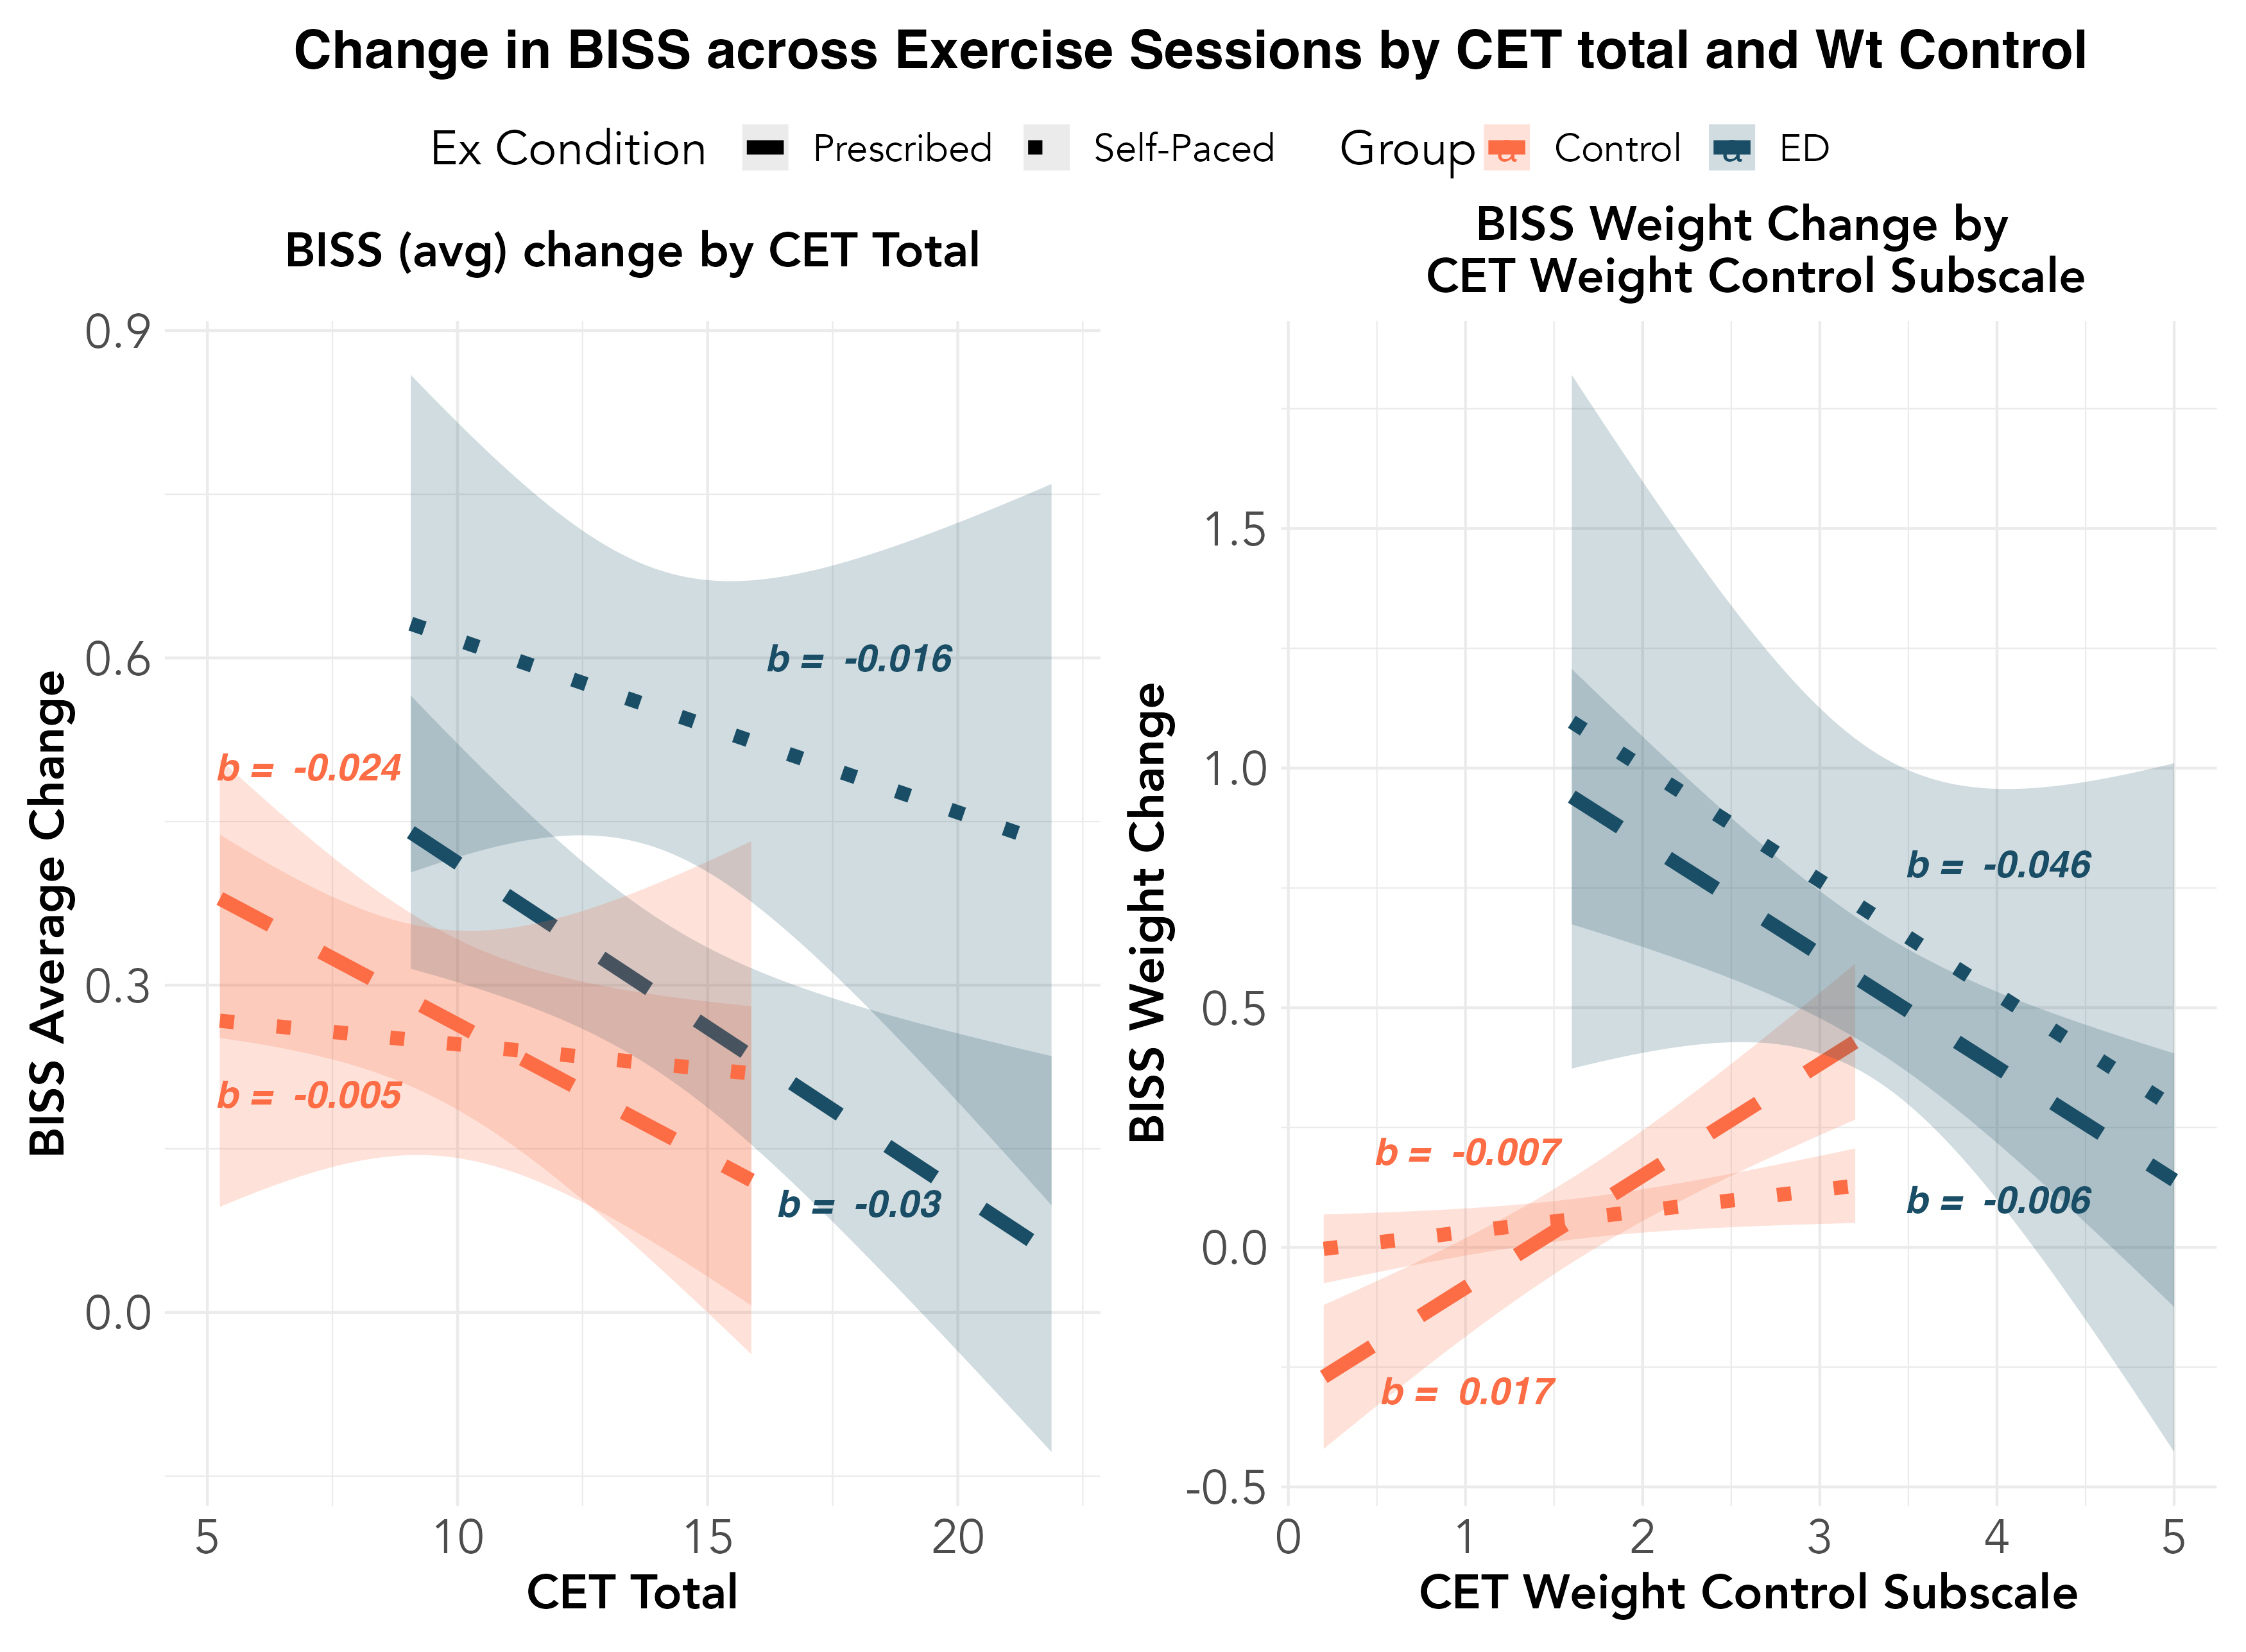 Change in BISS across Exercise Sessions by CET total and Wt Control
Ex Condition Prescribed Self-Paced Group a Control a ED
BISS (avg) change by CET Total
BISS Average Change
0.9
0.6
0.3
0.0
b = -0.016
b = -0.024
b = -0.005
b = -0.03
5 10 15 20
CET Total
BISS Weight Change by
CET Weight Control Subscale
BISS Weight Change
1.5
1.0
0.5
0.0
-0.5
b = -0.046
b = -0.007
b = -0.006
b = 0.017
0 1 2 3 4 5
CET Weight Control Subscale